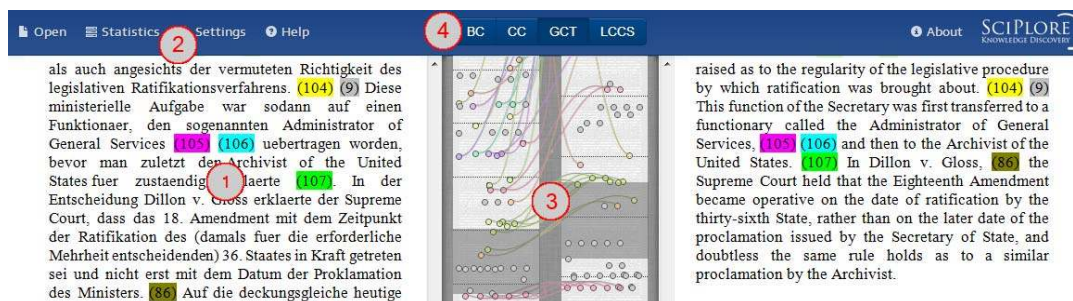 Open Statistics Settings Help
2
4
BC CC GCT LCCS
About
SCIPLORE
KNOWLEDGE DISCOVERY
als auch angesichts der vermuteten Richtigkeit des
legislativen Ratifikationsverfahrens. (104) (9) Diese
ministerielle Aufgabe war sodann auf einen
Funktionaer, den sogenannten Administrator of
General Services (105) (106) uebertragen worden,
bevor man zuletzt den Archivist of the United
States fuer zustaendig erklaerte (107). In der
1
Entscheidung Dillon v. Gloss erklaerte der Supreme
Court, dass das 18. Amendment mit dem Zeitpunkt
der Ratifikation des (damals fuer die erforderliche
Mehrheit entscheidenden) 36. Staates in Kraft getreten
sei und nicht erst mit dem Datum der Proklamation
des Ministers. (86) Auf die deckungsgleiche heutige
3
raised as to the regularity of the legislative procedure
by which ratification was brought about. (104) (9)
This function of the Secretary was first transferred to a
functionary called the Administrator of General
Services, (105) (106) and then to the Archivist of the
United States. (107) In Dillon v. Gloss, (86) the
Supreme Court held that the Eighteenth Amendment
became operative on the date of ratification by the
thirty-sixth State, rather than on the later date of the
proclamation issued by the Secretary of State, and
doubtless the same rule holds as to a similar
proclamation by the Archivist.